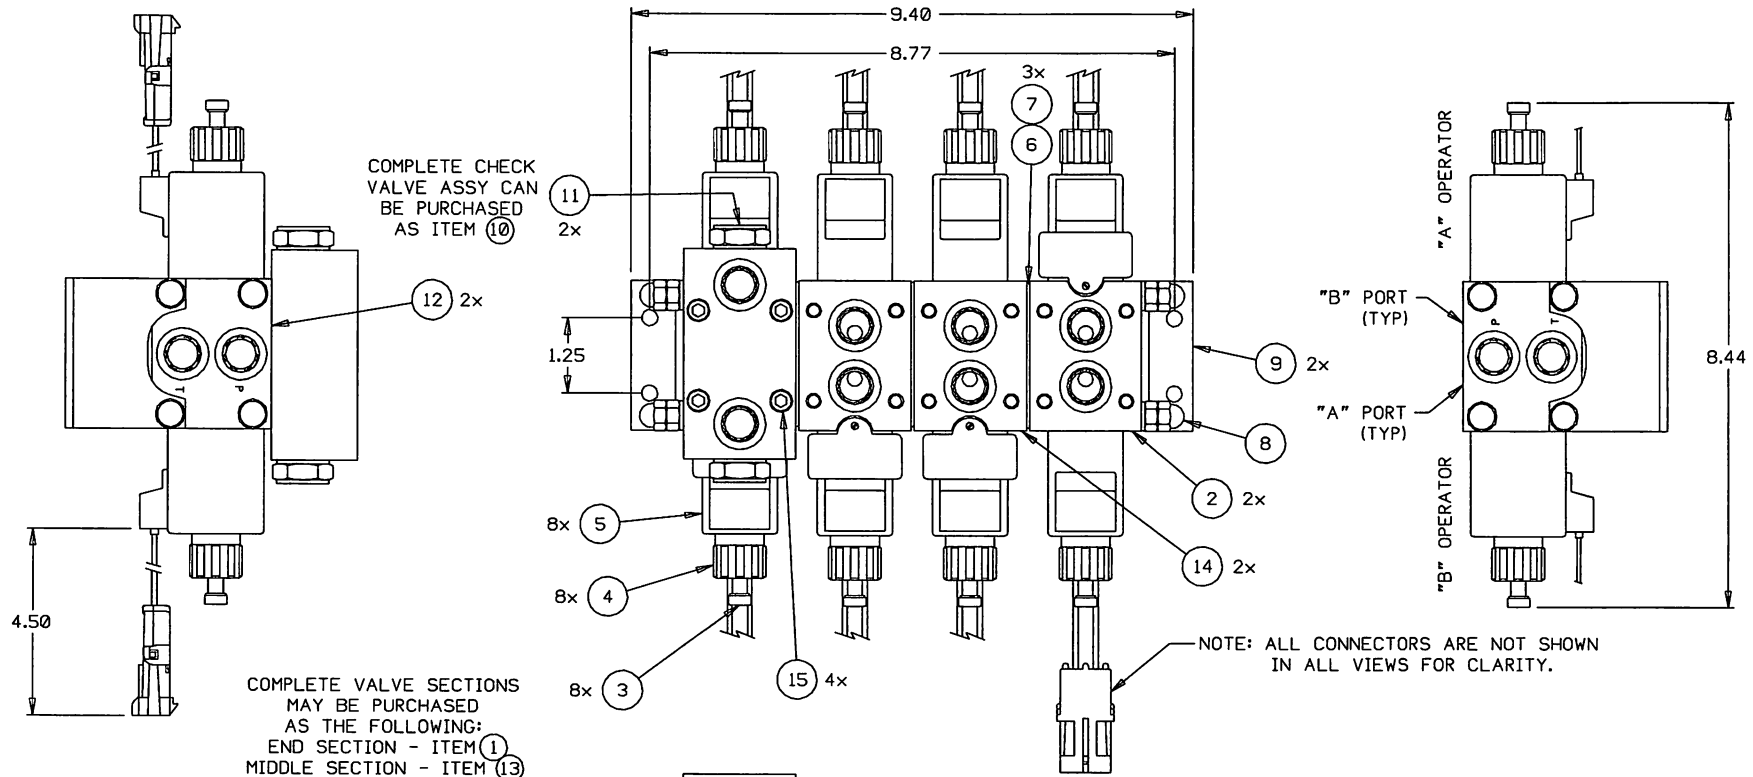 9.40
8.77
3x
7
6
COMPLETE CHECK
VALVE ASSY CAN
BE PURCHASED
AS ITEM 10
11
2x
12 2x
1.25
"A" OPERATOR
"B" PORT
(TYP)
P
T
8.44
"A" PORT
(TYP)
"B" OPERATOR
T
P
9 2x
8
2 2x
14 2x
8x 5
8x 4
8x 3
15 4x
4.50
NOTE: ALL CONNECTORS ARE NOT SHOWN
IN ALL VIEWS FOR CLARITY.
COMPLETE VALVE SECTIONS
MAY BE PURCHASED
AS THE FOLLOWING:
END SECTION - ITEM 1
MIDDLE SECTION - ITEM 13